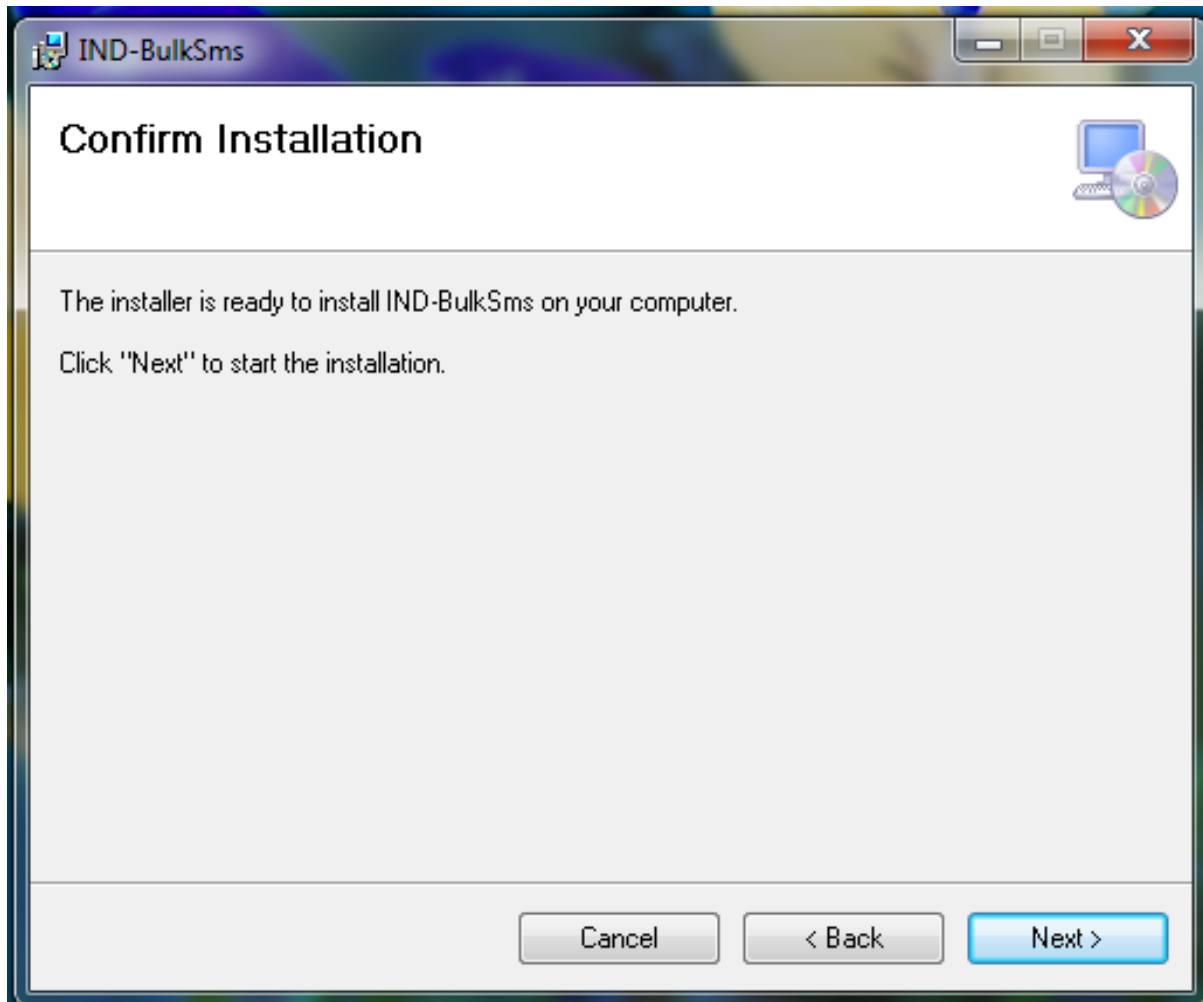 IND-BulkSms
Confirm Installation
The installer is ready to install IND-BulkSms on your computer.
Click "Next" to start the installation.
Cancel
< Back
Next >